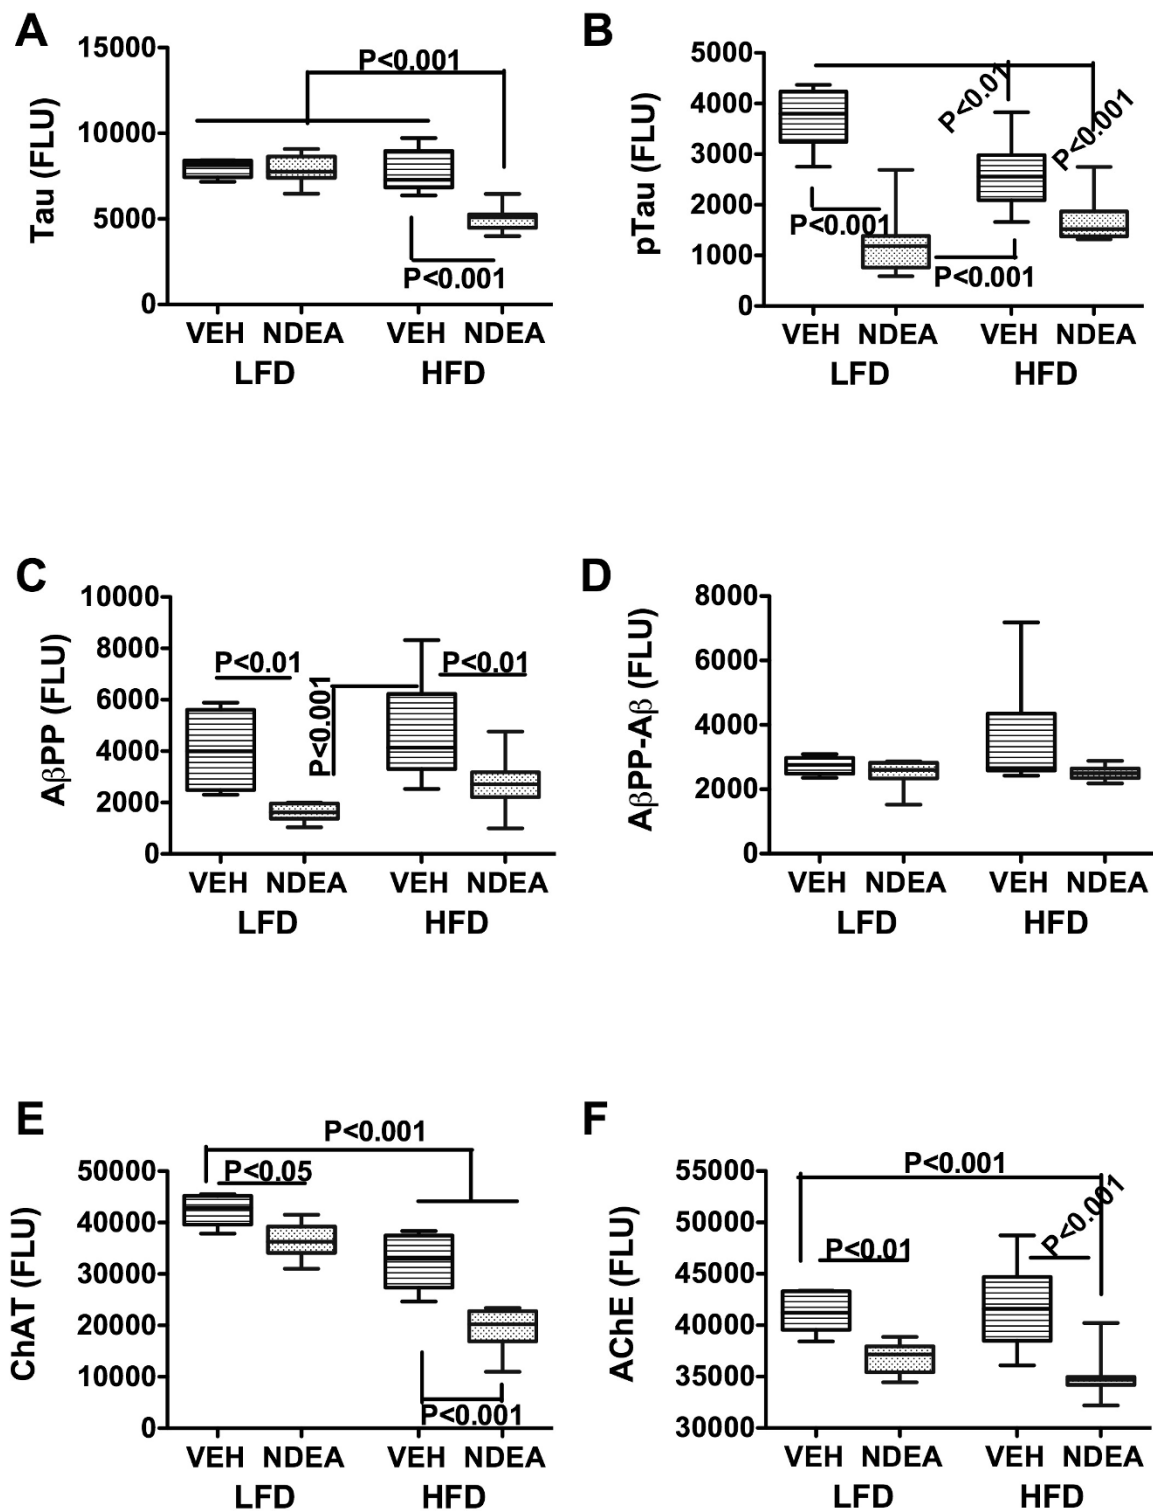 A
Tau (FLU)
15000
10000
5000
0
P<0.001
P<0.001
VEH NDEA VEH NDEA
LFD HFD
B
pTau (FLU)
5000
4000
3000
2000
1000
0
P<0.01
P<0.001
P<0.001
P<0.001
VEH NDEA VEH NDEA
LFD HFD
C
AβPP (FLU)
10000
8000
6000
4000
2000
0
P<0.01
P<0.001
P<0.01
VEH NDEA VEH NDEA
LFD HFD
D
AβPP-Aβ (FLU)
8000
6000
4000
2000
0
VEH NDEA VEH NDEA
LFD HFD
E
ChAT (FLU)
50000
40000
30000
20000
10000
0
P<0.001
P<0.05
P<0.001
VEH NDEA VEH NDEA
LFD HFD
F
AChE (FLU)
55000
50000
45000
40000
35000
30000
P<0.001
P<0.01
P<0.001
VEH NDEA VEH NDEA
LFD HFD